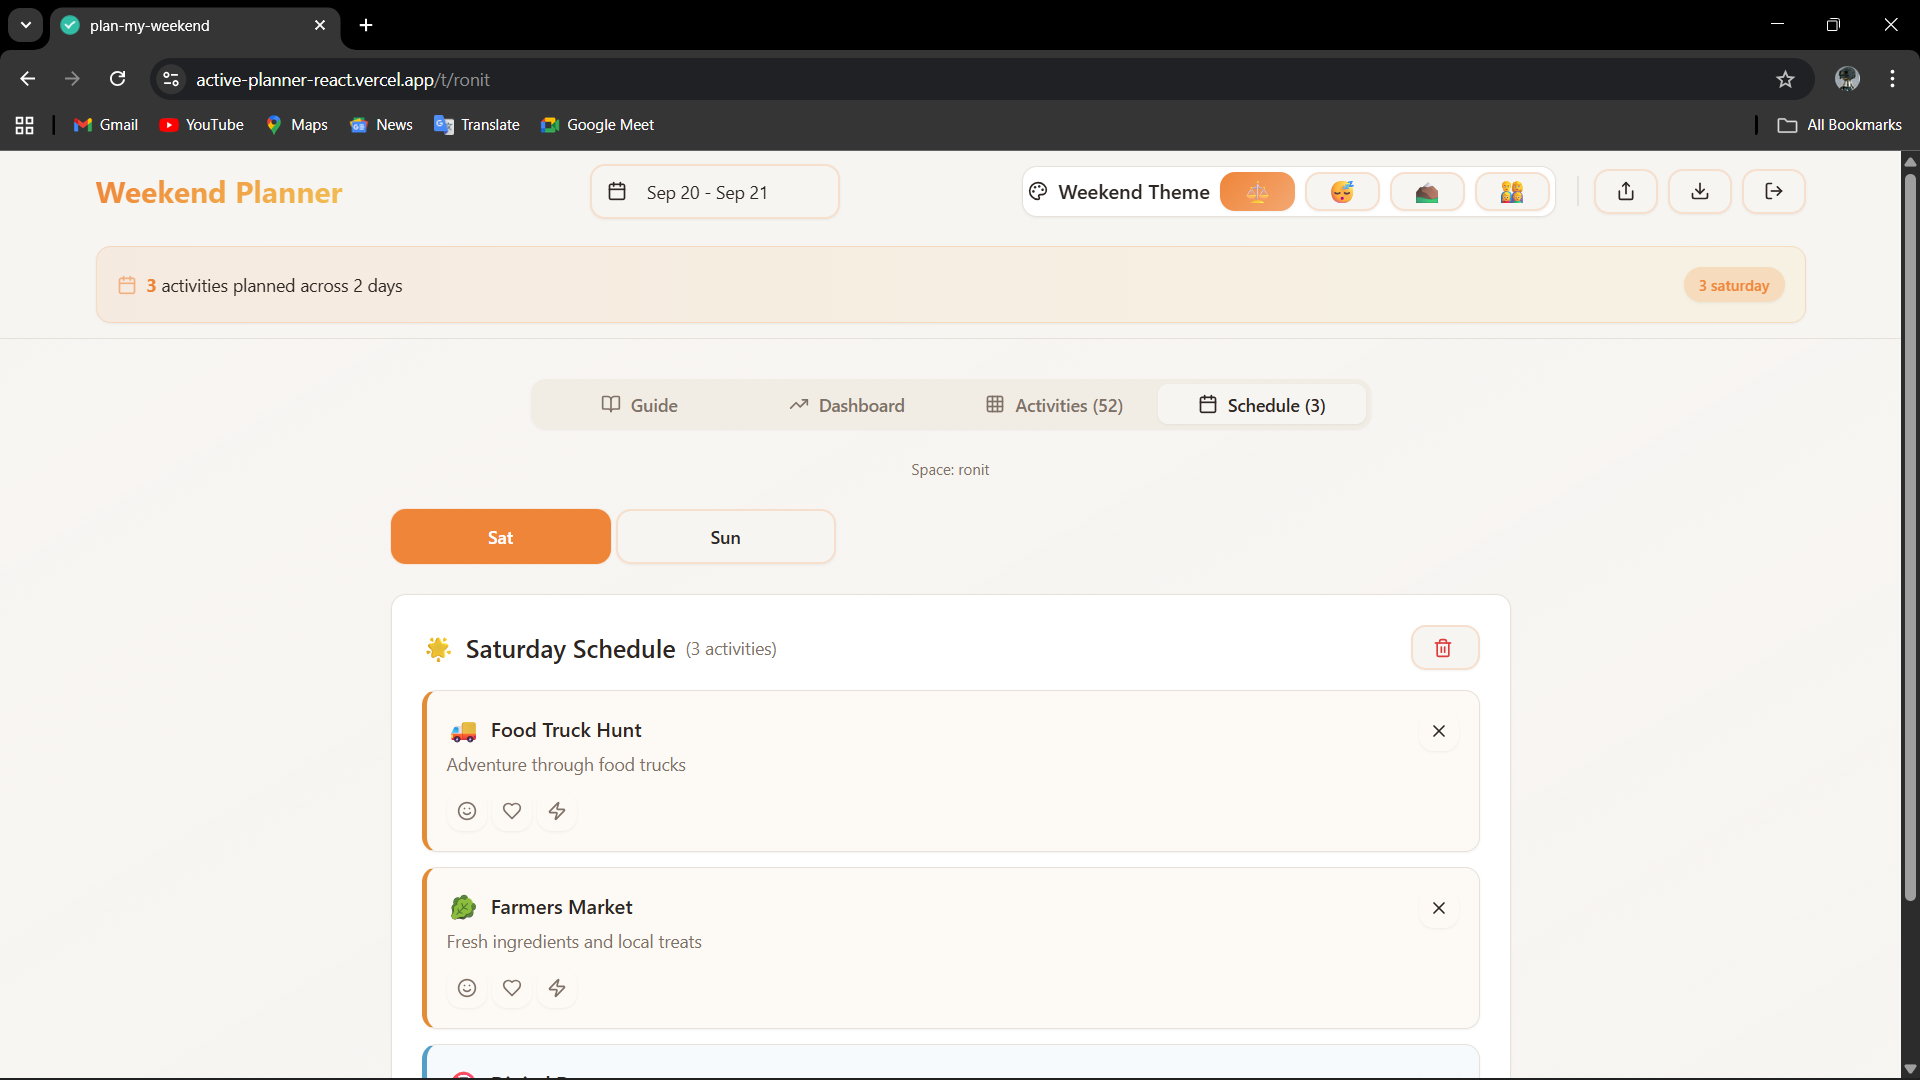 plan-my-weekend
active-planner-react.vercel.app/t/ronit
Gmail YouTube Maps News Translate Google Meet All Bookmarks
Weekend Planner
Sep 20 - Sep 21
Weekend Theme
3 activities planned across 2 days
3 saturday
Guide
Dashboard
Activities (52)
Schedule (3)
Space: ronit
Sat
Sun
Saturday Schedule (3 activities)
Food Truck Hunt
Adventure through food trucks
Farmers Market
Fresh ingredients and local treats